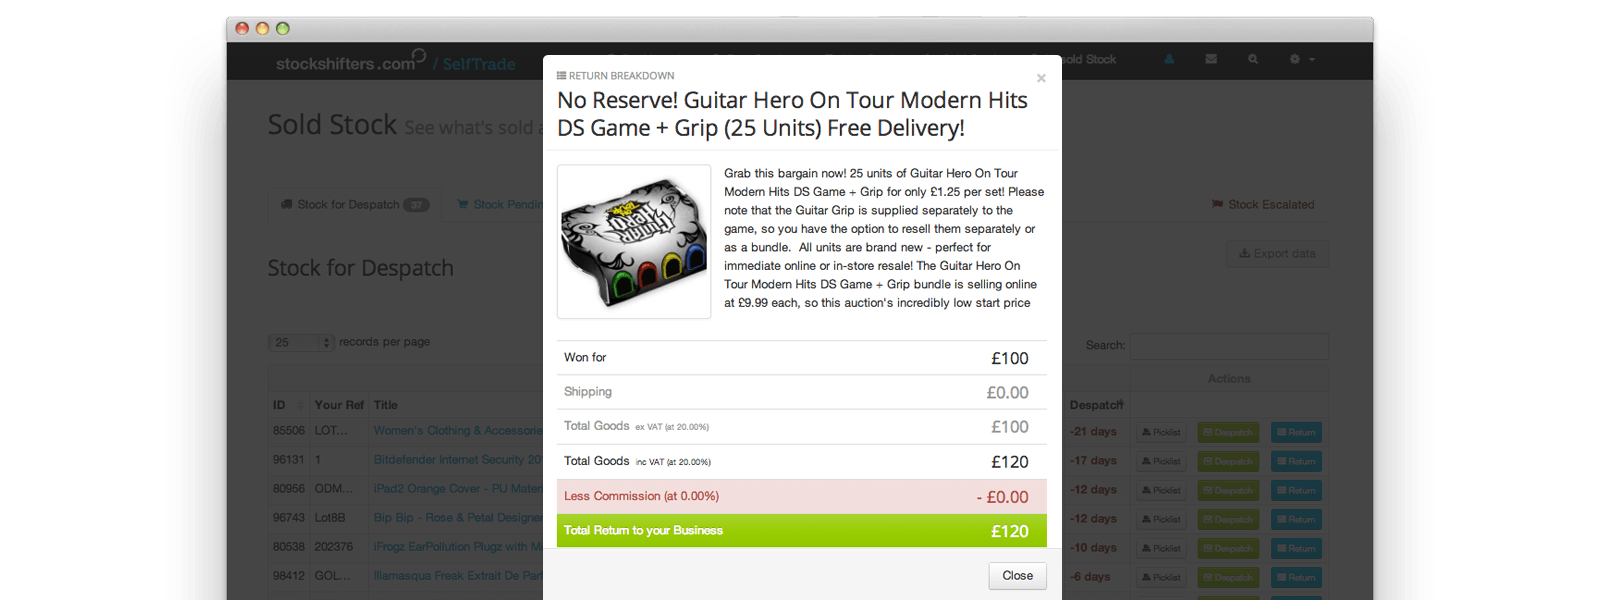 stockshifters.com / SelfTrade
sold Stock
Sold Stock See what's sold a
Stock for Despatch 37
Stock Pendin
Stock Escalated
Export data
Stock for Despatch
25 records per page
Search:
Actions
ID Your Ref Title Despatch
85506 LOT... Women's Clothing & Accessorie -21 days Picklist Despatch Return
96131 1 Bitdefender Internet Security 20 -17 days Picklist Despatch Return
80956 ODM... iPad2 Orange Cover - PU Materi -12 days Picklist Despatch Return
96743 Lot8B Bip Bip - Rose & Petal Designer -12 days Picklist Despatch Return
80538 202376 iFrogz EarPollution Plugz with M -10 days Picklist Despatch Return
98412 GOL... Illamasqua Freak Extrait De Par -6 days Picklist Despatch Return
RETURN BREAKDOWN
×
No Reserve! Guitar Hero On Tour Modern Hits
DS Game + Grip (25 Units) Free Delivery!
GUITAR
HERO
Grab this bargain now! 25 units of Guitar Hero On Tour
Modern Hits DS Game + Grip for only £1.25 per set! Please
note that the Guitar Grip is supplied separately to the
game, so you have the option to resell them separately or
as a bundle.  All units are brand new - perfect for
immediate online or in-store resale! The Guitar Hero On
Tour Modern Hits DS Game + Grip bundle is selling online
at £9.99 each, so this auction's incredibly low start price
Won for £100
Shipping £0.00
Total Goods ex VAT (at 20.00%) £100
Total Goods inc VAT (at 20.00%) £120
Less Commission (at 0.00%) - £0.00
Total Return to your Business £120
Close